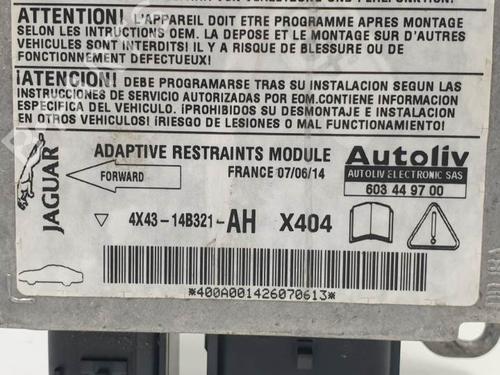 ATTENTION! L'APPAREIL DOIT ETRE PROGRAMME APRES MONTAGE
SELON LES INTRUCTIONS OEM. LA DEPOSE ET LE MONTAGE SUR D'AUTRES
VEHICULES SONT INTERDITS! IL Y A RISQUE DE BLESSURE OU DE
FONCTIONNEMENT DEFECTUEUX!
¡ATENCION! DEBE PROGRAMARSE TRAS SU INSTALACION SEGUN LAS
INSTRUCCIONES DE SERVICIO AUTORIZADAS POR EOM. CONTIENE INFORMACION
ESPECIFICA DEL VEHICULO. ¡PROHIBIDOS SU DESMONTAJE E INSTALACION
EN OTROS VEHICULOS! ¡RIESGO DE LESIONES O MAL FUNCIONAMIENTO!
JAGUAR
FORWARD
ADAPTIVE RESTRAINTS MODULE
FRANCE 07/06/14
Autoliv
AUTOLIV ELECTRONIC SAS
603 44 97 00
4X43-14B321-AH X404
*400A001426070613*